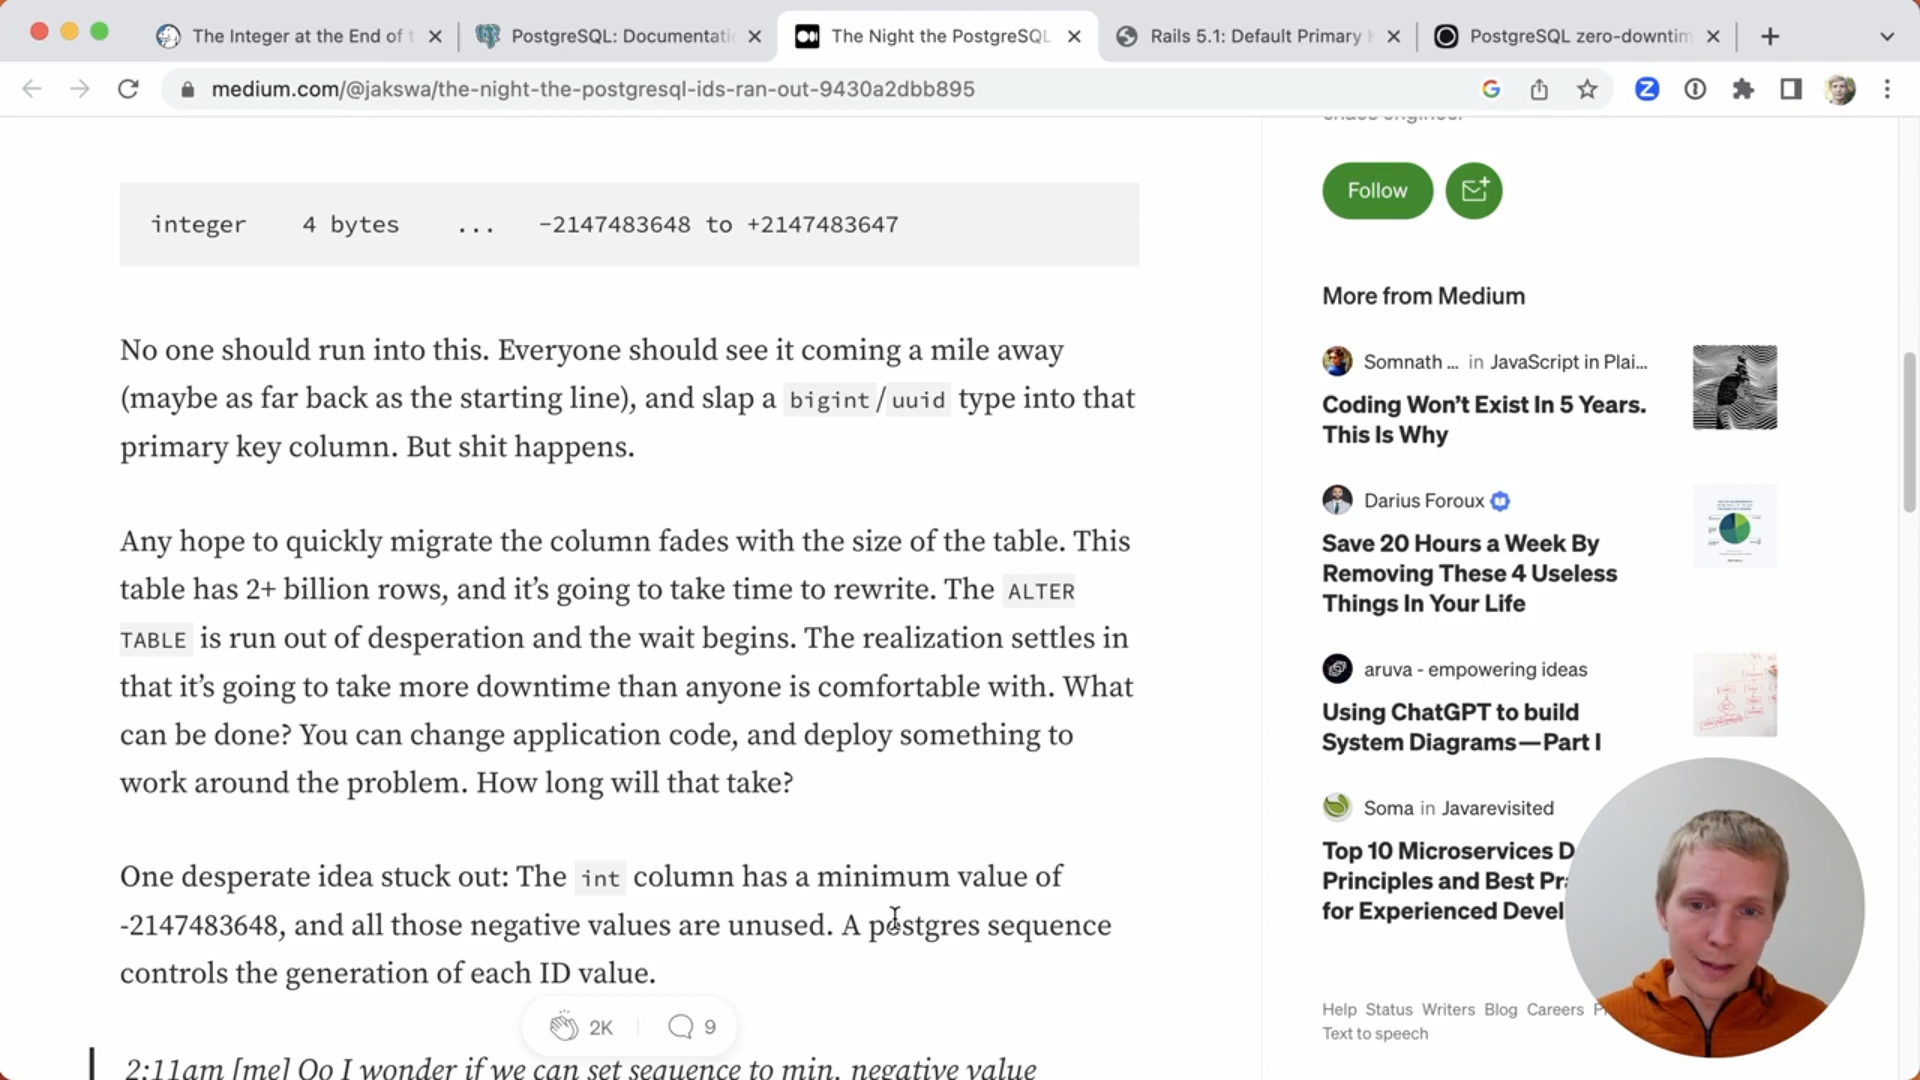 The Integer at the End of t
PostgreSQL: Documentati
The Night the PostgreSQL
Rails 5.1: Default Primary K
PostgreSQL zero-downtim
medium.com/@jakswa/the-night-the-postgresql-ids-ran-out-9430a2dbb895
integer 4 bytes ... -2147483648 to +2147483647
No one should run into this. Everyone should see it coming a mile away
(maybe as far back as the starting line), and slap a bigint/uuid type into that
primary key column. But shit happens.
Any hope to quickly migrate the column fades with the size of the table. This
table has 2+ billion rows, and it’s going to take time to rewrite. The ALTER
TABLE is run out of desperation and the wait begins. The realization settles in
that it’s going to take more downtime than anyone is comfortable with. What
can be done? You can change application code, and deploy something to
work around the problem. How long will that take?
One desperate idea stuck out: The int column has a minimum value of
-2147483648, and all those negative values are unused. A postgres sequence
controls the generation of each ID value.
2K 9
2:11am [me] Oo I wonder if we can set sequence to min, negative value
Follow
More from Medium
Somnath ... in JavaScript in Plai...
Coding Won’t Exist In 5 Years.
This Is Why
Darius Foroux
Save 20 Hours a Week By
Removing These 4 Useless
Things In Your Life
aruva - empowering ideas
Using ChatGPT to build
System Diagrams — Part I
Soma in Javarevisited
Top 10 Microservices D
Principles and Best Pr
for Experienced Devel
Help Status Writers Blog Careers P
Text to speech